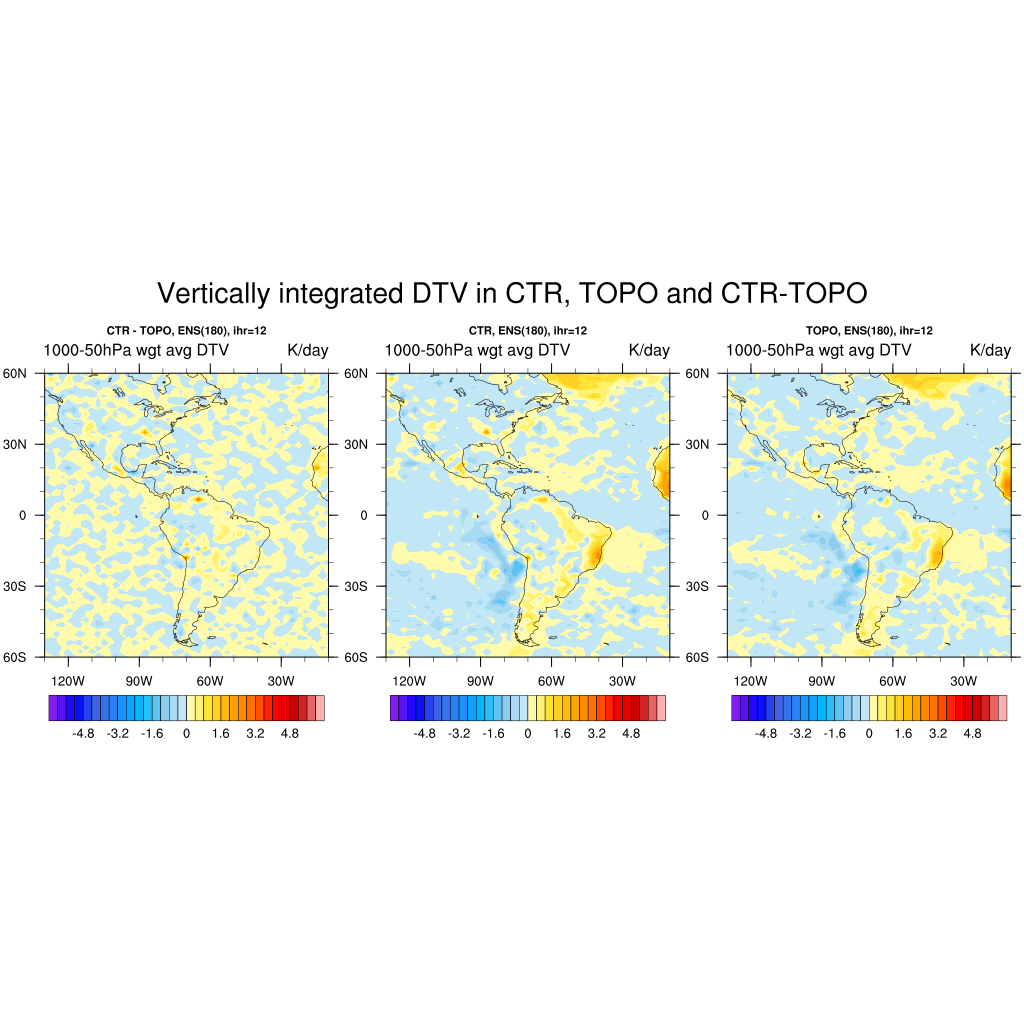 Vertically integrated DTV in CTR, TOPO and CTR-TOPO
CTR - TOPO, ENS(180), ihr=12
1000-50hPa wgt avg DTV K/day
60N
30N
0
30S
60S
120W 90W 60W 30W
-4.8 -3.2 -1.6 0 1.6 3.2 4.8
CTR, ENS(180), ihr=12
1000-50hPa wgt avg DTV K/day
60N
30N
0
30S
60S
120W 90W 60W 30W
-4.8 -3.2 -1.6 0 1.6 3.2 4.8
TOPO, ENS(180), ihr=12
1000-50hPa wgt avg DTV K/day
60N
30N
0
30S
60S
120W 90W 60W 30W
-4.8 -3.2 -1.6 0 1.6 3.2 4.8